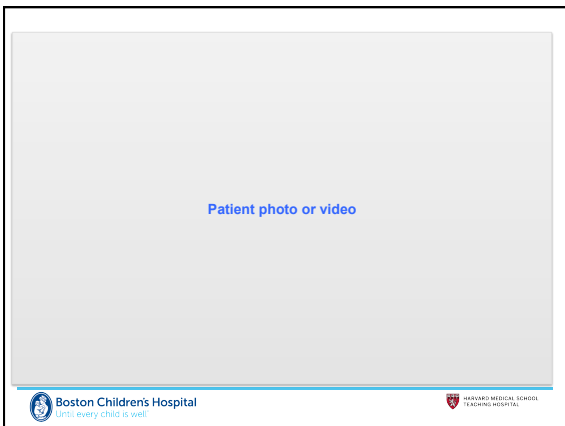 Patient photo or video
Boston Children's Hospital
Until every child is well
HARVARD MEDICAL SCHOOL
TEACHING HOSPITAL